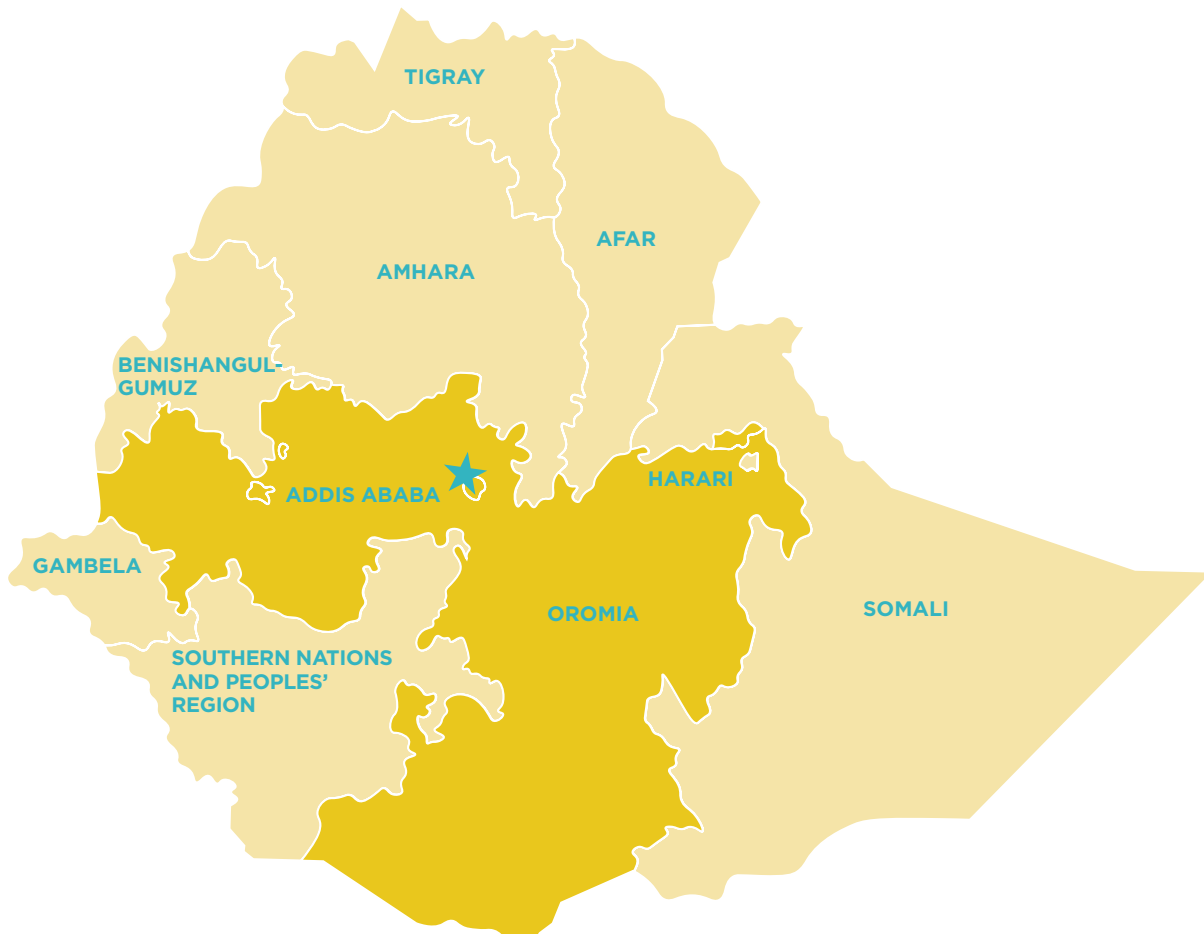 TIGRAY
AFAR
AMHARA
BENISHANGUL-
GUMUZ
HARARI
ADDIS ABABA
GAMBELA
SOMALI
OROMIA
SOUTHERN NATIONS
AND PEOPLES’
REGION